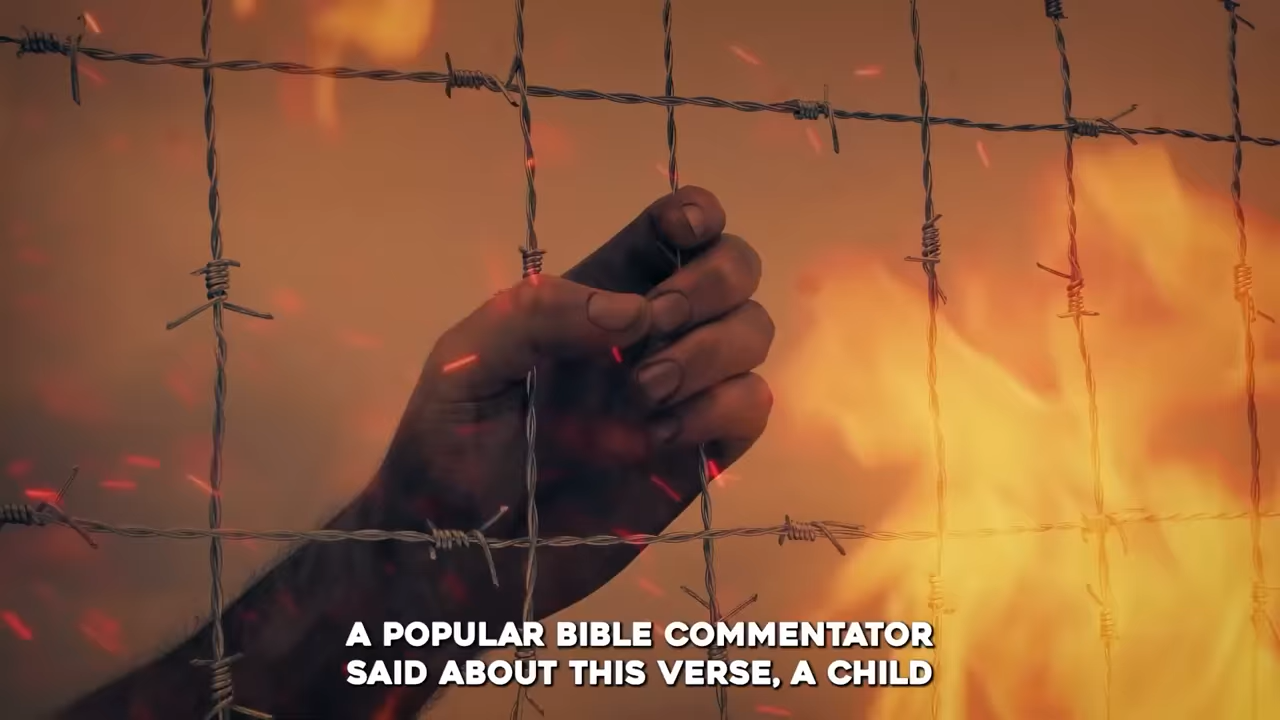 A POPULAR BIBLE COMMENTATOR
SAID ABOUT THIS VERSE, A CHILD